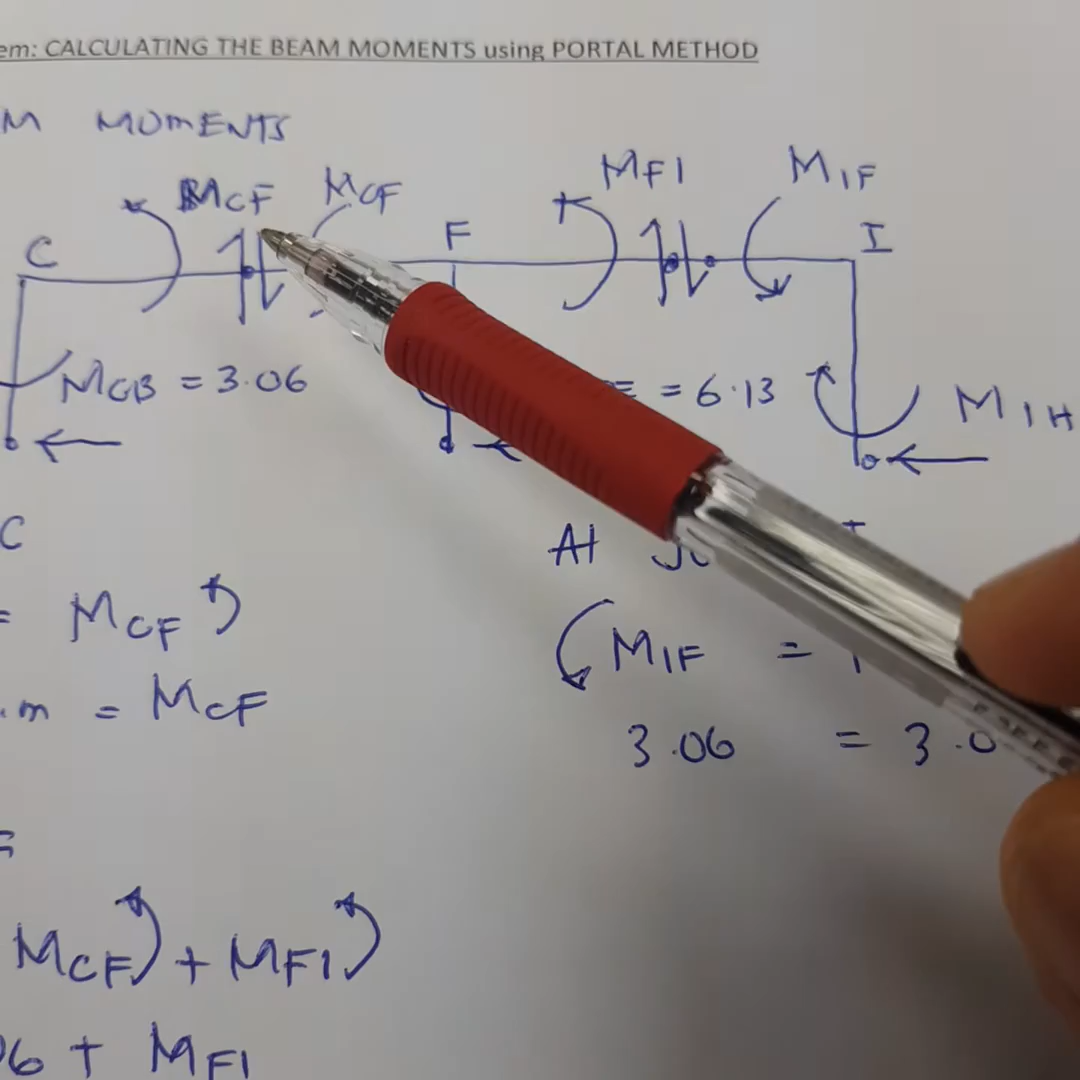 em: CALCULATING THE BEAM MOMENTS using PORTAL METHOD
M MOMENTS
MCF MCF MFI MIF
C F I
MCB = 3.06 = 6.13 MIH
C At
= MCF MIF =
.m = MCF 3.06 = 3.0
MCF + MFI
06 + MFI